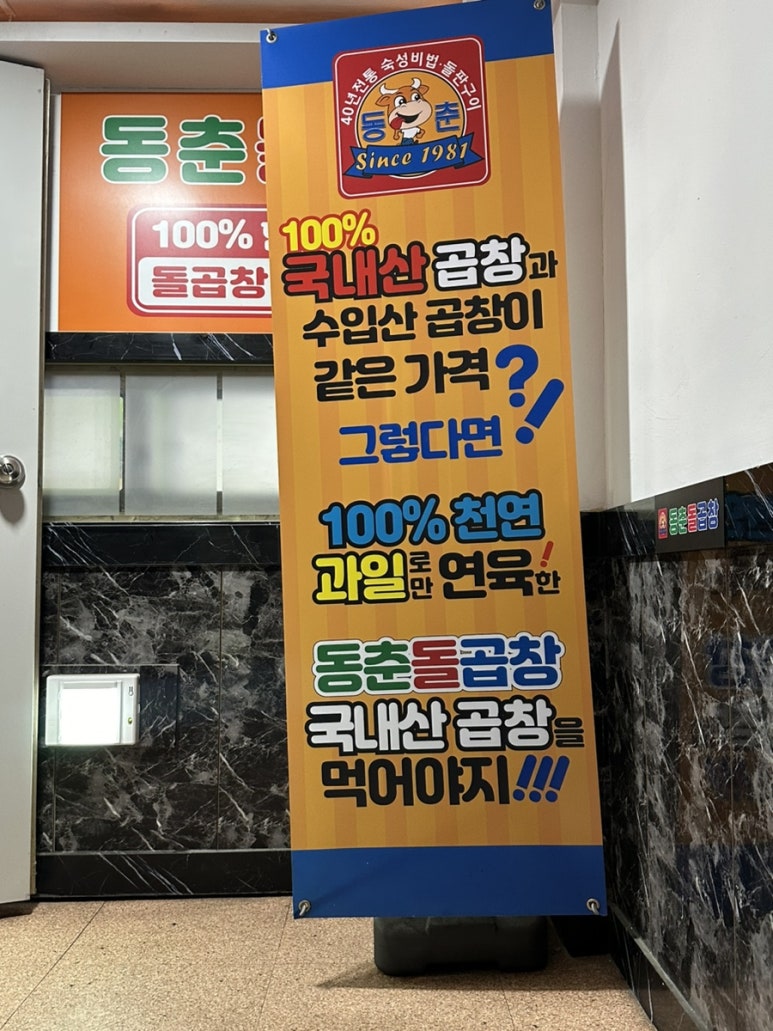 40년전통 숙성비법·돌판구이
동춘
Since 1981
100%
국내산 곱창과
수입산 곱창이
같은 가격?!
그렇다면
100% 천연
과일로만 연육!한
동춘돌곱창
국내산 곱창을
먹어야지!!!
동춘
100%
돌곱창
동춘돌곱창